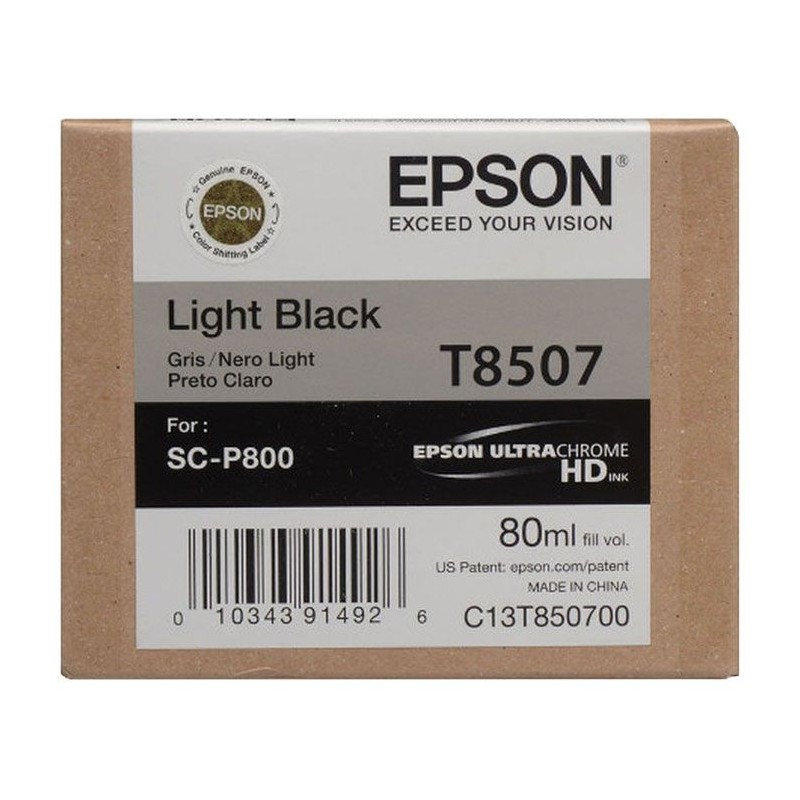 Genuine EPSON
EPSON
Color Shifting Label
EPSON®
EXCEED YOUR VISION
Light Black
Gris/Nero Light
Preto Claro
T8507
For :
SC-P800
EPSON ULTRACHROME
HD INK
80ml fill vol.
US Patent: epson.com/patent
MADE IN CHINA
0 10343 91492 6
C13T850700